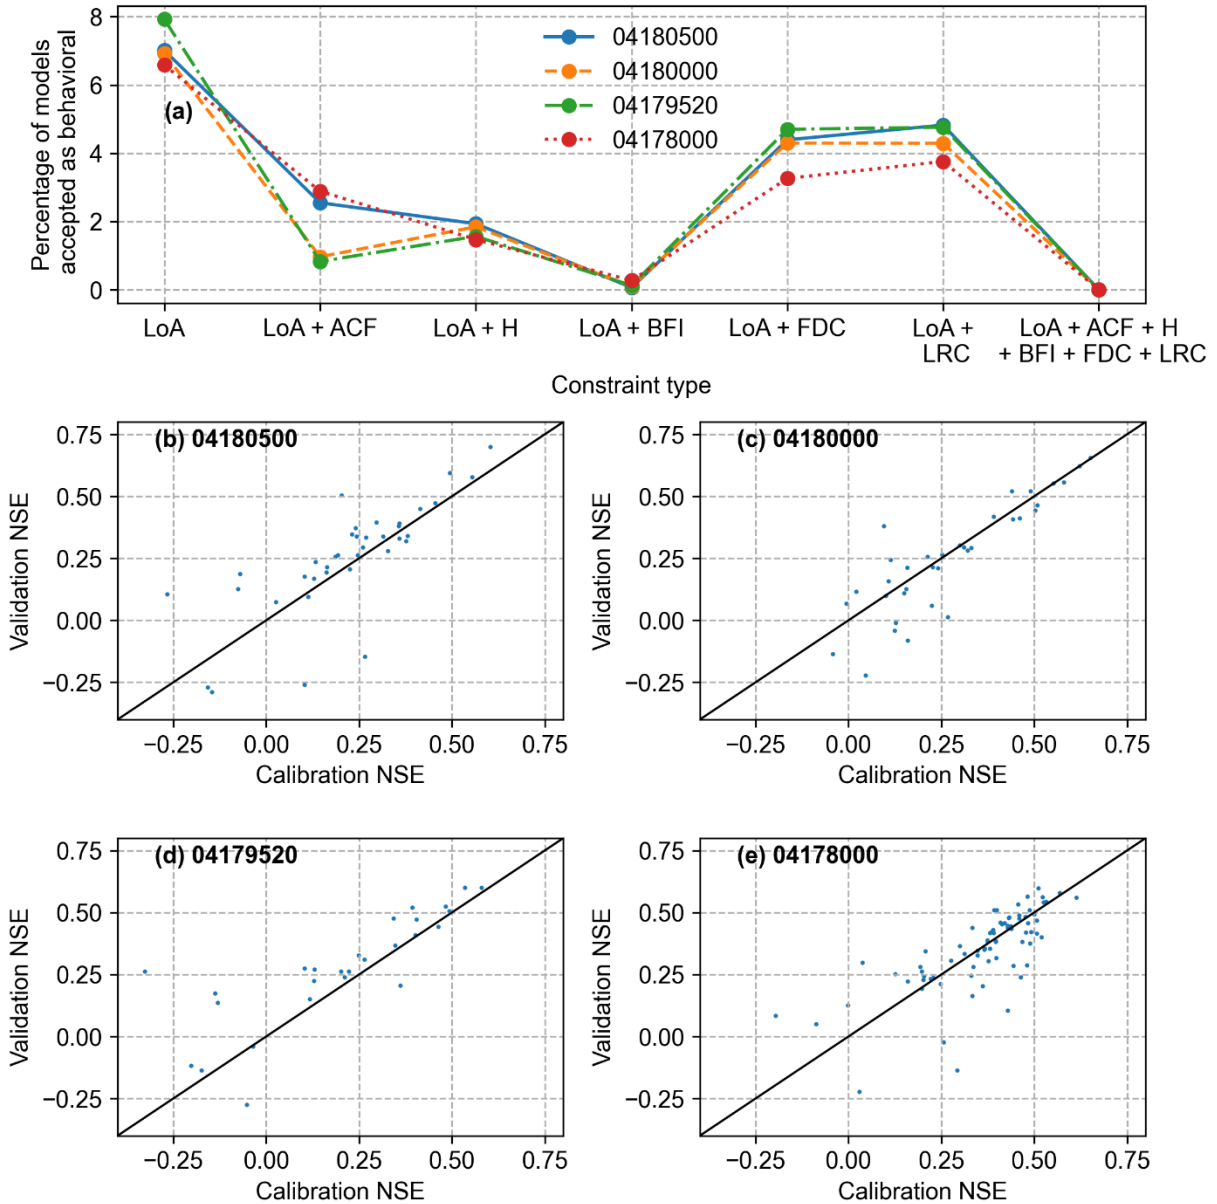 8
6
4
2
0
Percentage of models
accepted as behavioral
(a)
04180500
04180000
04179520
04178000
LoA
LoA + ACF
LoA + H
LoA + BFI
LoA + FDC
LoA +
LRC
LoA + ACF + H
+ BFI + FDC + LRC
Constraint type
(b) 04180500
0.75
0.50
0.25
0.00
−0.25
Validation NSE
−0.25
0.00
0.25
0.50
0.75
Calibration NSE
(c) 04180000
0.75
0.50
0.25
0.00
−0.25
Validation NSE
−0.25
0.00
0.25
0.50
0.75
Calibration NSE
(d) 04179520
0.75
0.50
0.25
0.00
−0.25
Validation NSE
−0.25
0.00
0.25
0.50
0.75
Calibration NSE
(e) 04178000
0.75
0.50
0.25
0.00
−0.25
Validation NSE
−0.25
0.00
0.25
0.50
0.75
Calibration NSE